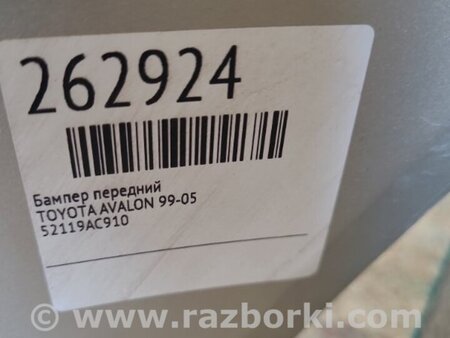 262924
Бампер передний
TOYOTA AVALON 99-05
52119AC910
© www.razborki.com